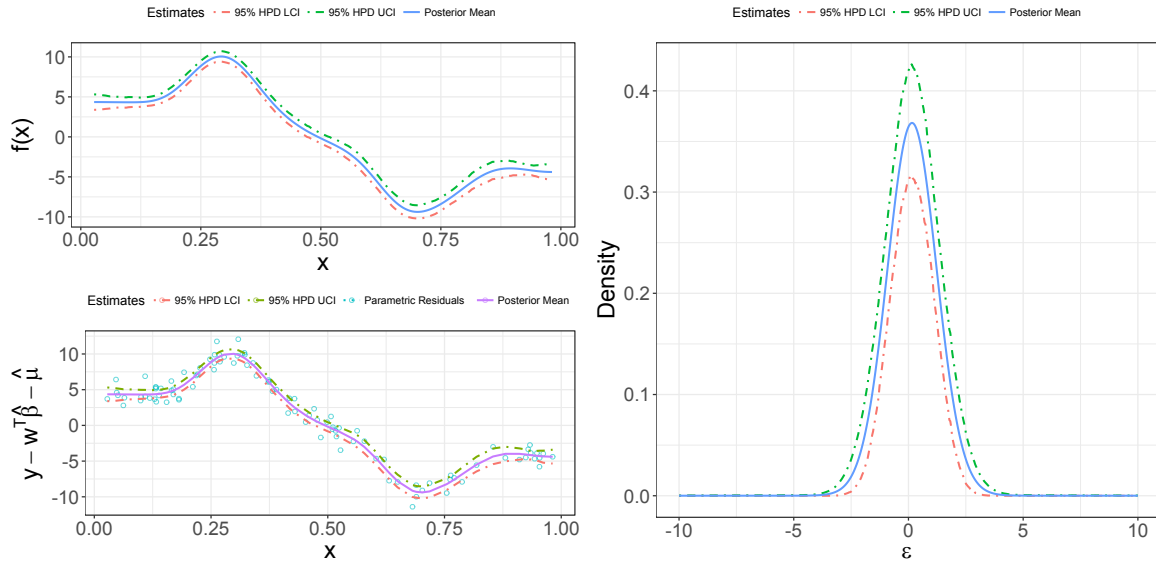 Estimates 95% HPD LCI 95% HPD UCI Posterior Mean
10
5
0
-5
-10
f(x)
0.00 0.25 0.50 0.75 1.00
x
Estimates 95% HPD LCI 95% HPD UCI Parametric Residuals Posterior Mean
10
5
0
-5
-10
y − wᵀβ̂ − μ̂
0.00 0.25 0.50 0.75 1.00
x
Estimates 95% HPD LCI 95% HPD UCI Posterior Mean
0.4
0.3
0.2
0.1
0.0
Density
-10 -5 0 5 10
ε